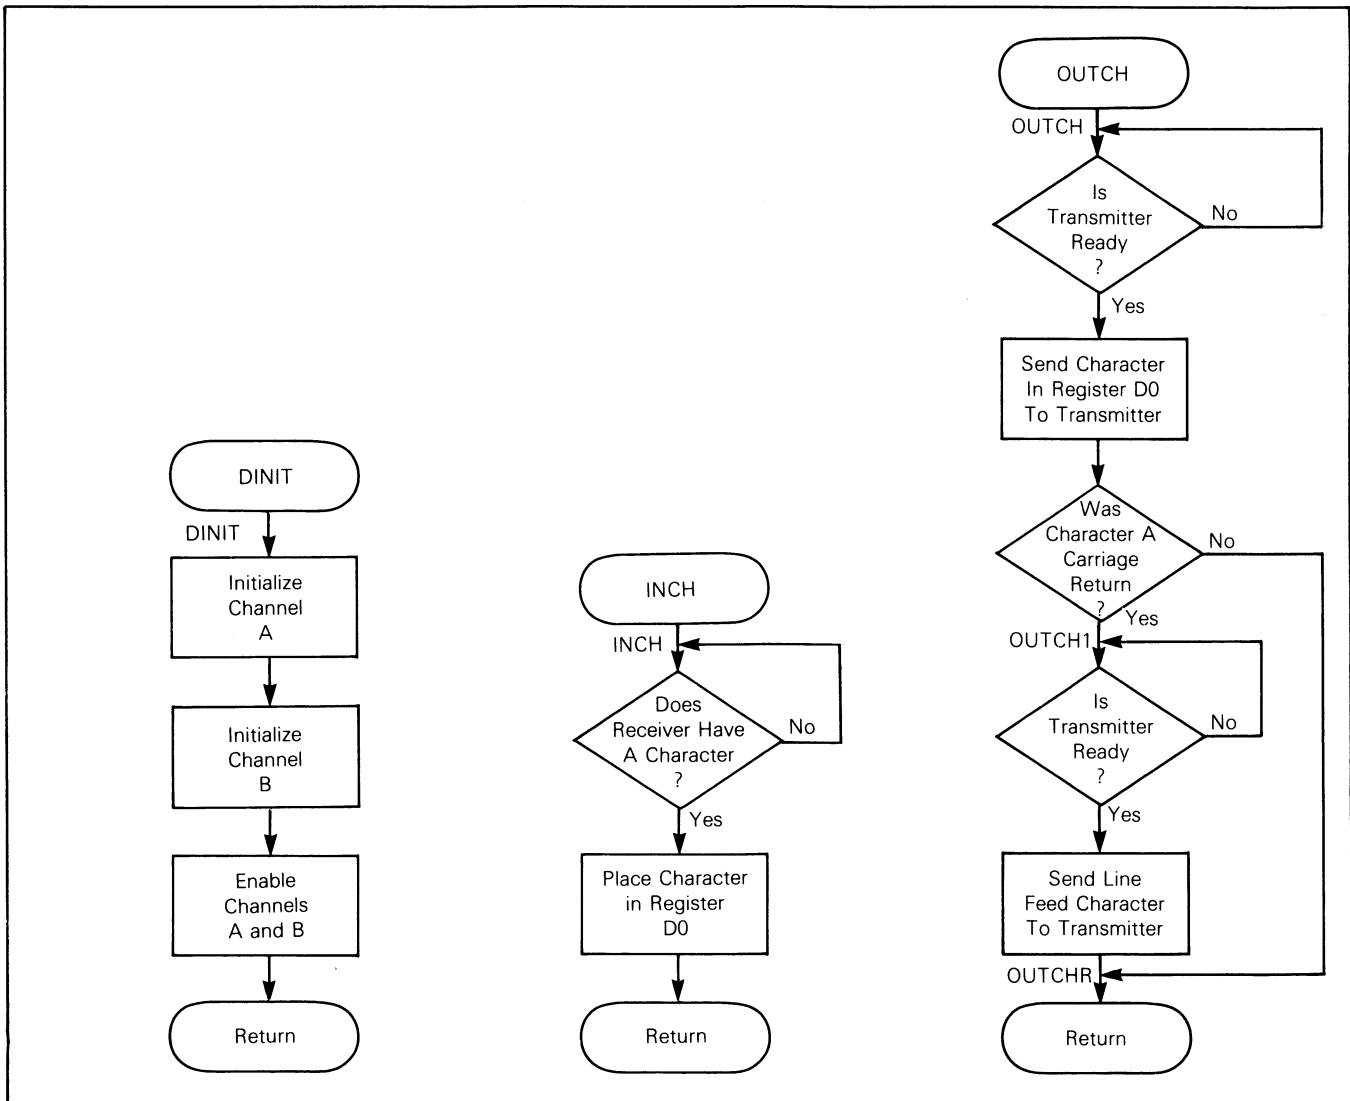 DINIT
DINIT
Initialize
Channel
A
Initialize
Channel
B
Enable
Channels
A and B
Return
INCH
INCH
Does
Receiver Have
A Character
?
No
Yes
Place Character
in Register
D0
Return
OUTCH
OUTCH
Is
Transmitter
Ready
?
No
Yes
Send Character
In Register D0
To Transmitter
Was
Character A
Carriage
Return
?
No
Yes
OUTCH1
Is
Transmitter
Ready
?
No
Yes
Send Line
Feed Character
To Transmitter
OUTCHR
Return